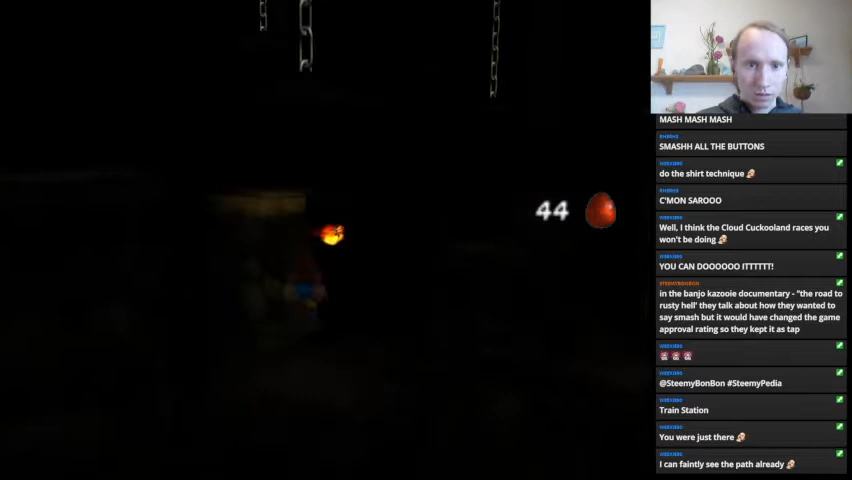 44
MASH MASH MASH
SMASHH ALL THE BUTTONS
do the shirt technique
C'MON SAROOO
Well, I think the Cloud Cuckooland races you
won't be doing
YOU CAN DOOOOOO ITTTTTT!
STEEMYBONBON
in the banjo kazooie documentary - "the road to
rusty hell' they talk about how they wanted to
say smash but it would have changed the game
approval rating so they kept it as tap
@SteemyBonBon #SteemyPedia
Train Station
You were just there
I can faintly see the path already